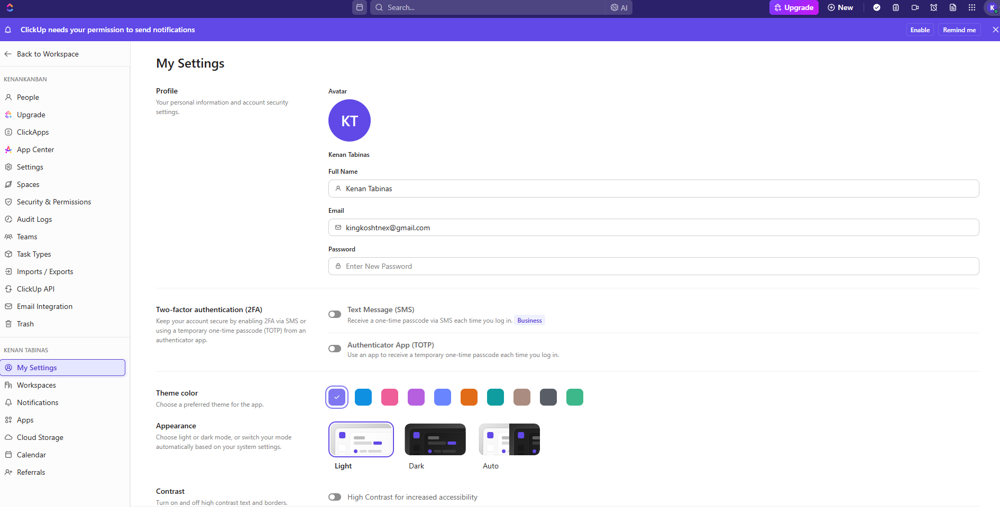 Search...
AI
Upgrade
New
K
ClickUp needs your permission to send notifications
Enable
Remind me
Back to Workspace
KENANKANBAN
People
Upgrade
ClickApps
App Center
Settings
Spaces
Security & Permissions
Audit Logs
Teams
Task Types
Imports / Exports
ClickUp API
Email Integration
Trash
KENAN TABINAS
My Settings
Workspaces
Notifications
Apps
Cloud Storage
Calendar
Referrals
My Settings
Profile
Your personal information and account security
settings.
Avatar
KT
Kenan Tabinas
Full Name
Kenan Tabinas
Email
kingkoshtnex@gmail.com
Password
Enter New Password
Two-factor authentication (2FA)
Keep your account secure by enabling 2FA via SMS or
using a temporary one-time passcode (TOTP) from an
authenticator app.
Text Message (SMS)
Receive a one-time passcode via SMS each time you log in. Business
Authenticator App (TOTP)
Use an app to receive a temporary one-time passcode each time you log in.
Theme color
Choose a preferred theme for the app.
Appearance
Choose light or dark mode, or switch your mode
automatically based on your system settings.
Light
Dark
Auto
Contrast
Turn on and off high contrast text and borders.
High Contrast for increased accessibility